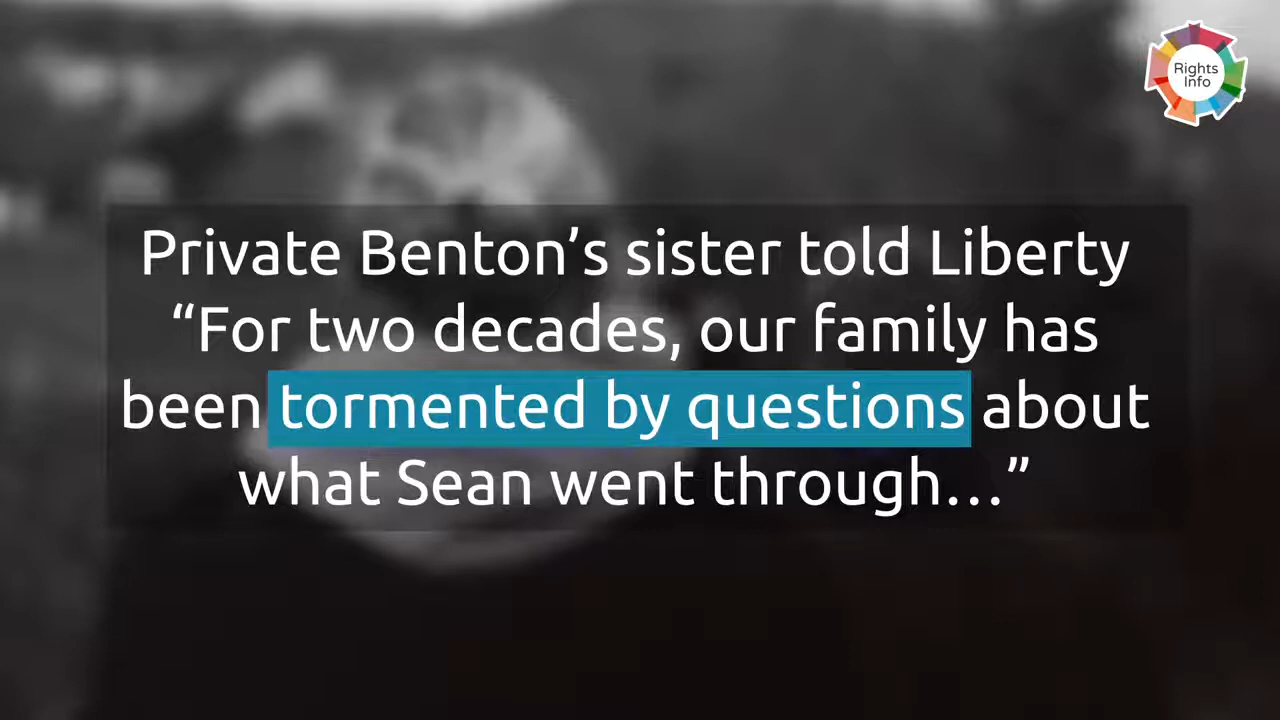 Rights
Info
Private Benton’s sister told Liberty
“For two decades, our family has
been tormented by questions about
what Sean went through…”